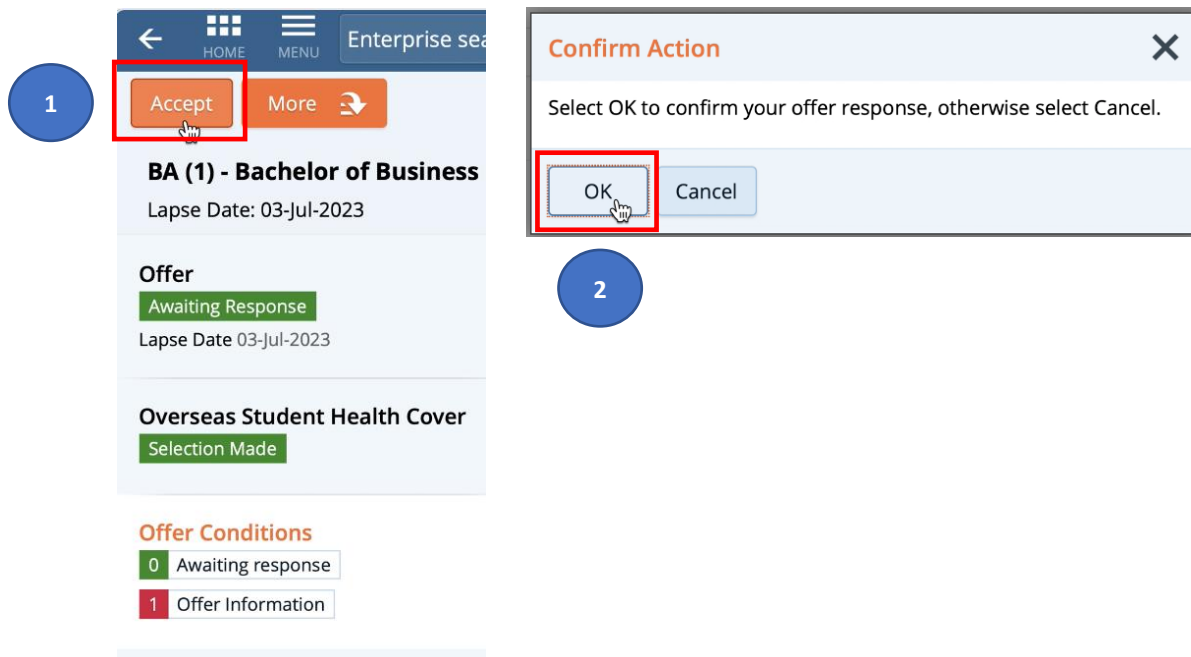 HOME
MENU
Enterprise sea
1
Accept
More
BA (1) - Bachelor of Business
Lapse Date: 03-Jul-2023
Offer
Awaiting Response
Lapse Date 03-Jul-2023
Overseas Student Health Cover
Selection Made
Offer Conditions
0 Awaiting response
1 Offer Information
Confirm Action
Select OK to confirm your offer response, otherwise select Cancel.
OK
Cancel
2